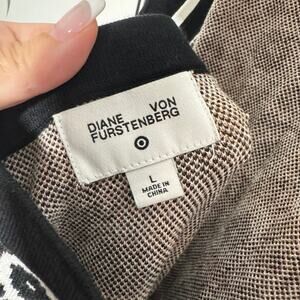 DIANE VON
FURSTENBERG
L
MADE IN
CHINA